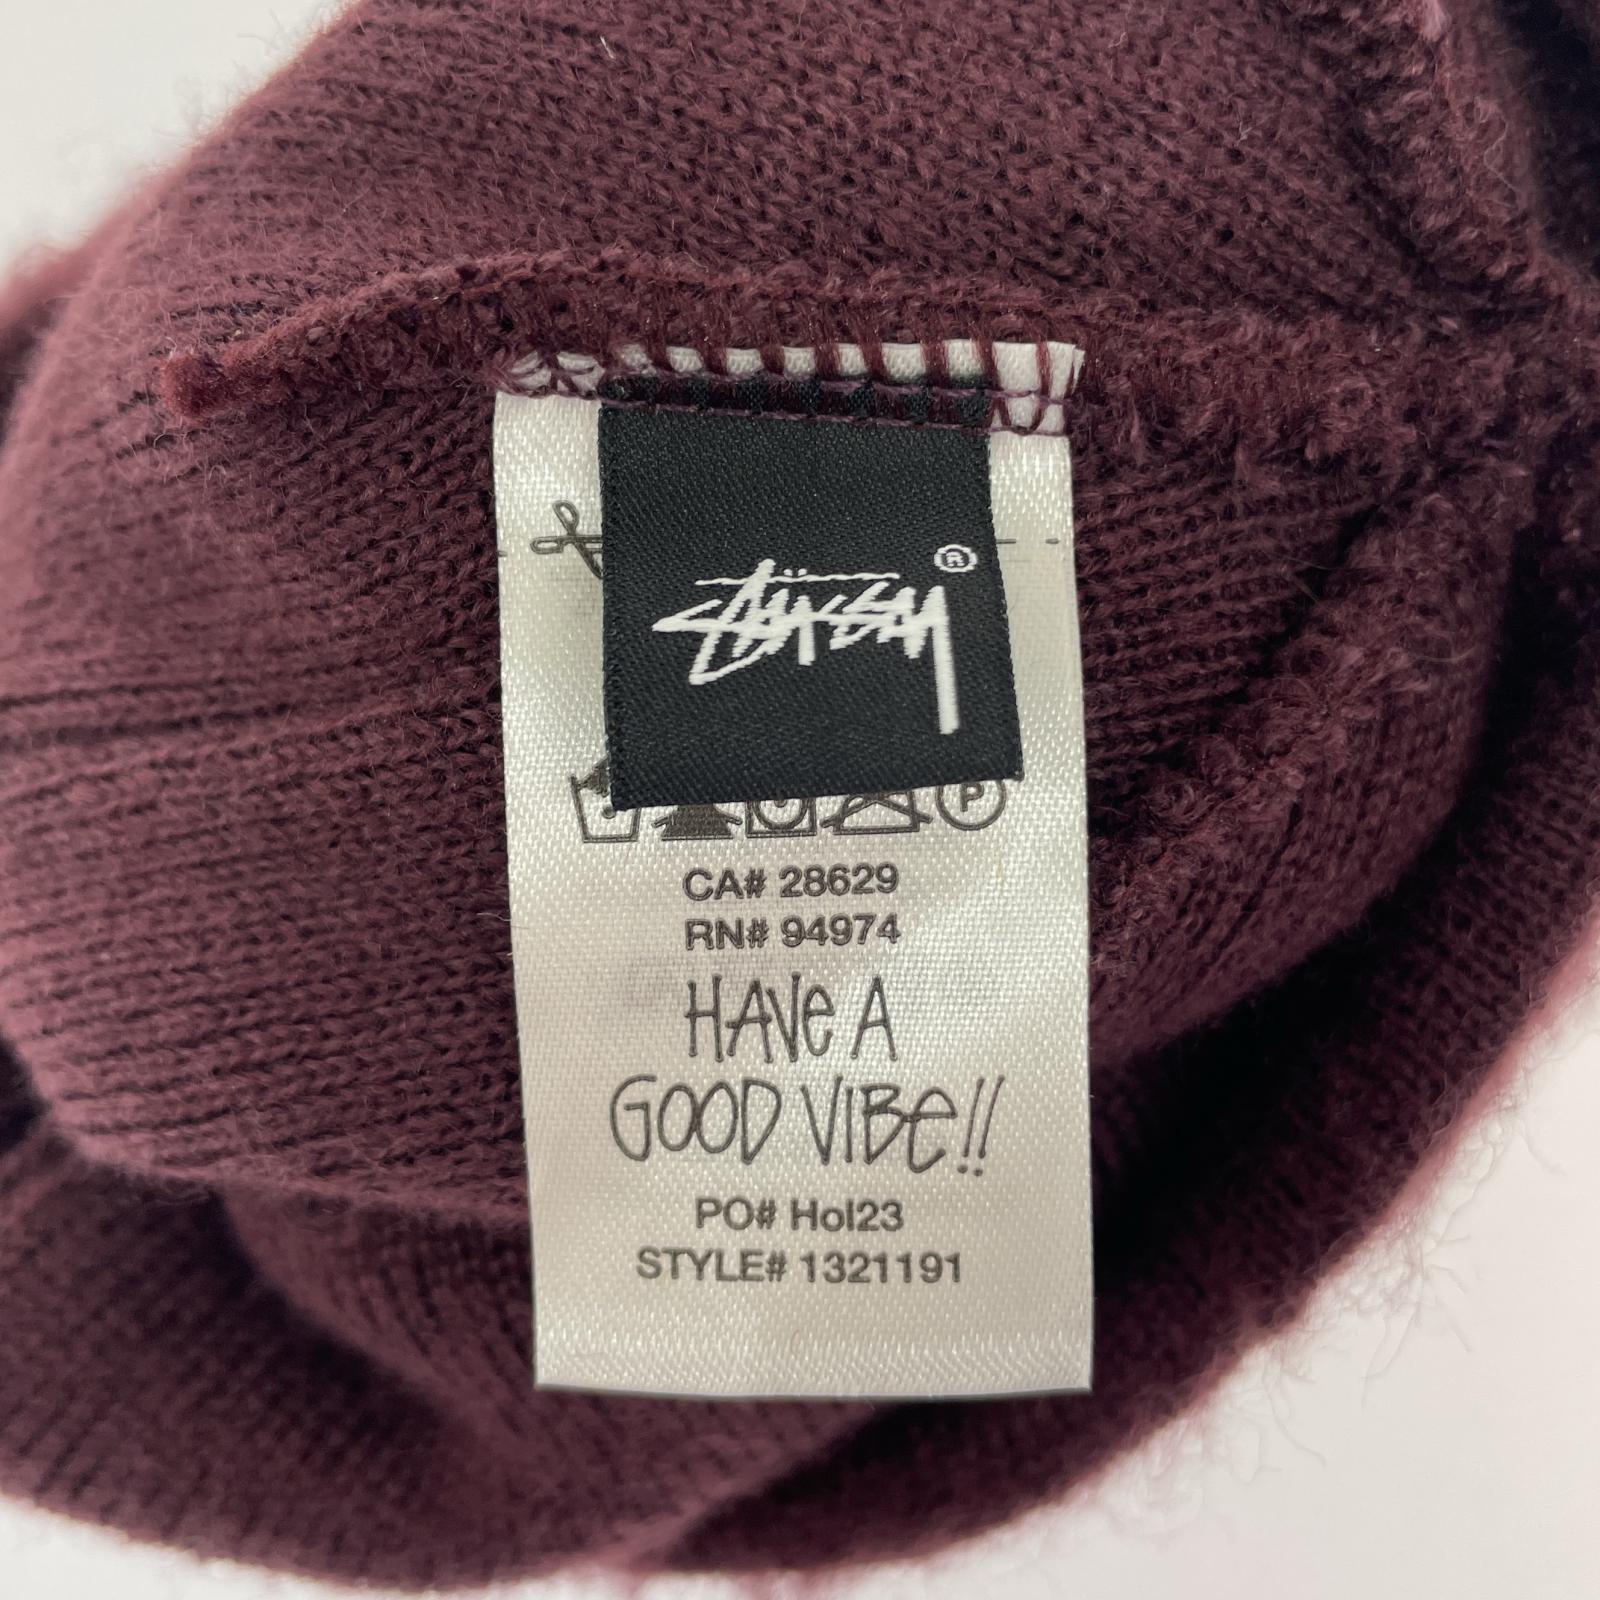 Stüssy ®
P
CA# 28629
RN# 94974
HAVe A
GOOD VIBe!!
PO# Hol23
STYLE# 1321191